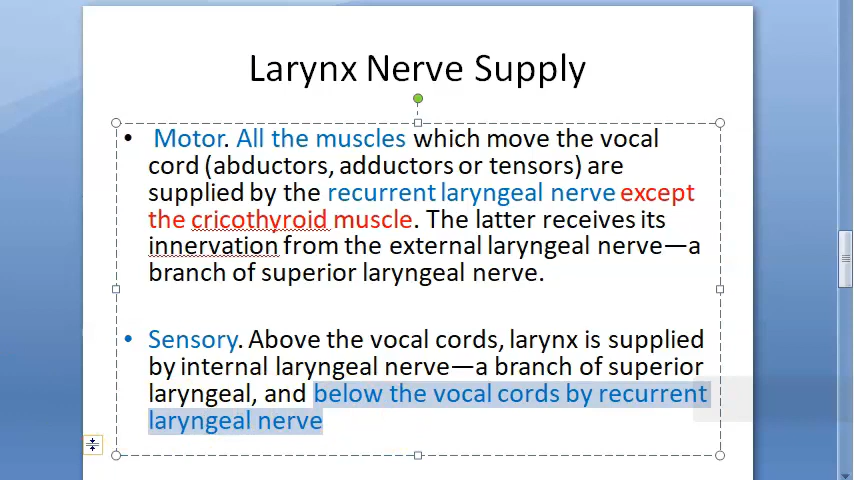 Larynx Nerve Supply
• Motor. All the muscles which move the vocal
cord (abductors, adductors or tensors) are
supplied by the recurrent laryngeal nerve except
the cricothyroid muscle. The latter receives its
innervation from the external laryngeal nerve—a
branch of superior laryngeal nerve.
• Sensory. Above the vocal cords, larynx is supplied
by internal laryngeal nerve—a branch of superior
laryngeal, and below the vocal cords by recurrent
laryngeal nerve